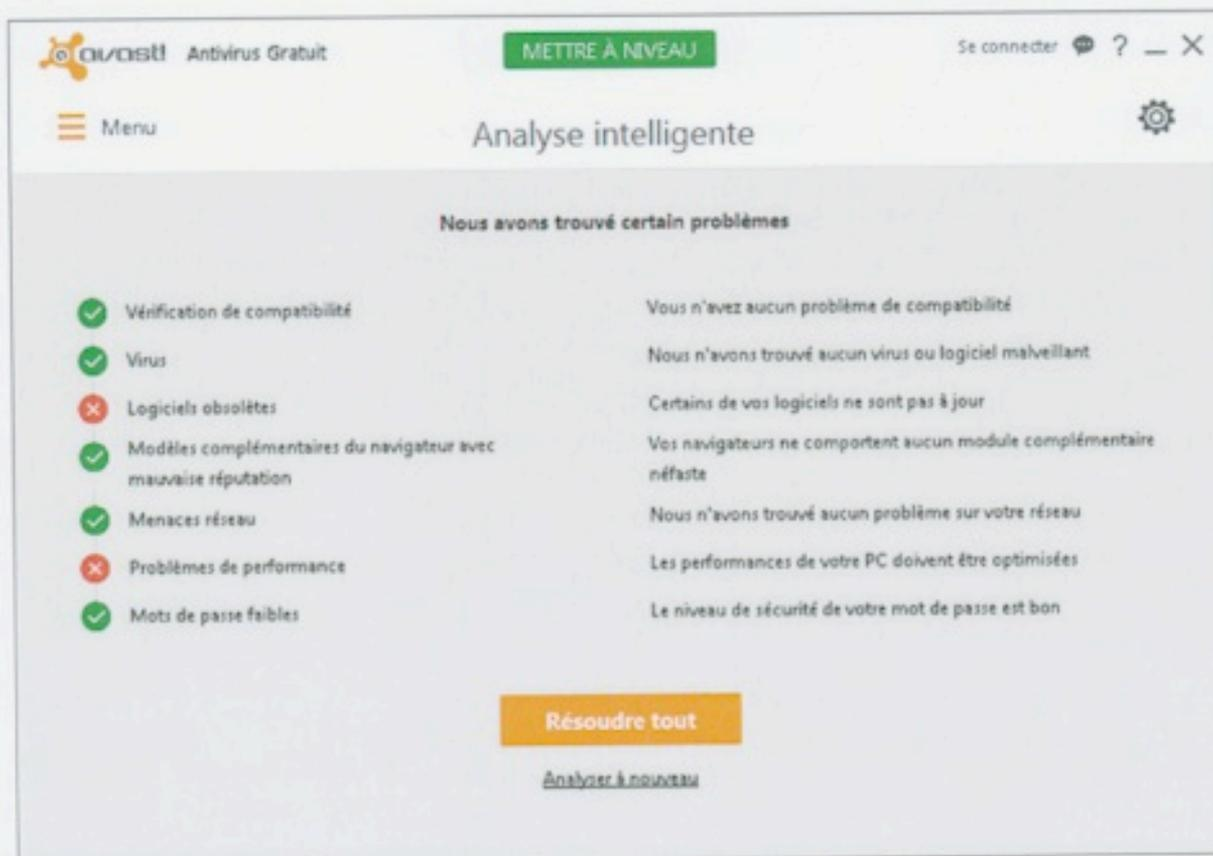 avast! Antivirus Gratuit METTRE À NIVEAU Se connecter ?
Menu Analyse intelligente
Nous avons trouvé certain problèmes
Vérification de compatibilité Vous n'avez aucun problème de compatibilité
Virus Nous n'avons trouvé aucun virus ou logiciel malveillant
Logiciels obsolètes Certains de vos logiciels ne sont pas à jour
Modèles complémentaires du navigateur avec
mauvaise réputation
Vos navigateurs ne comportent aucun module complémentaire
néfaste
Menaces réseau Nous n'avons trouvé aucun problème sur votre réseau
Problèmes de performance Les performances de votre PC doivent être optimisées
Mots de passe faibles Le niveau de sécurité de votre mot de passe est bon
Résoudre tout
Analyser à nouveau